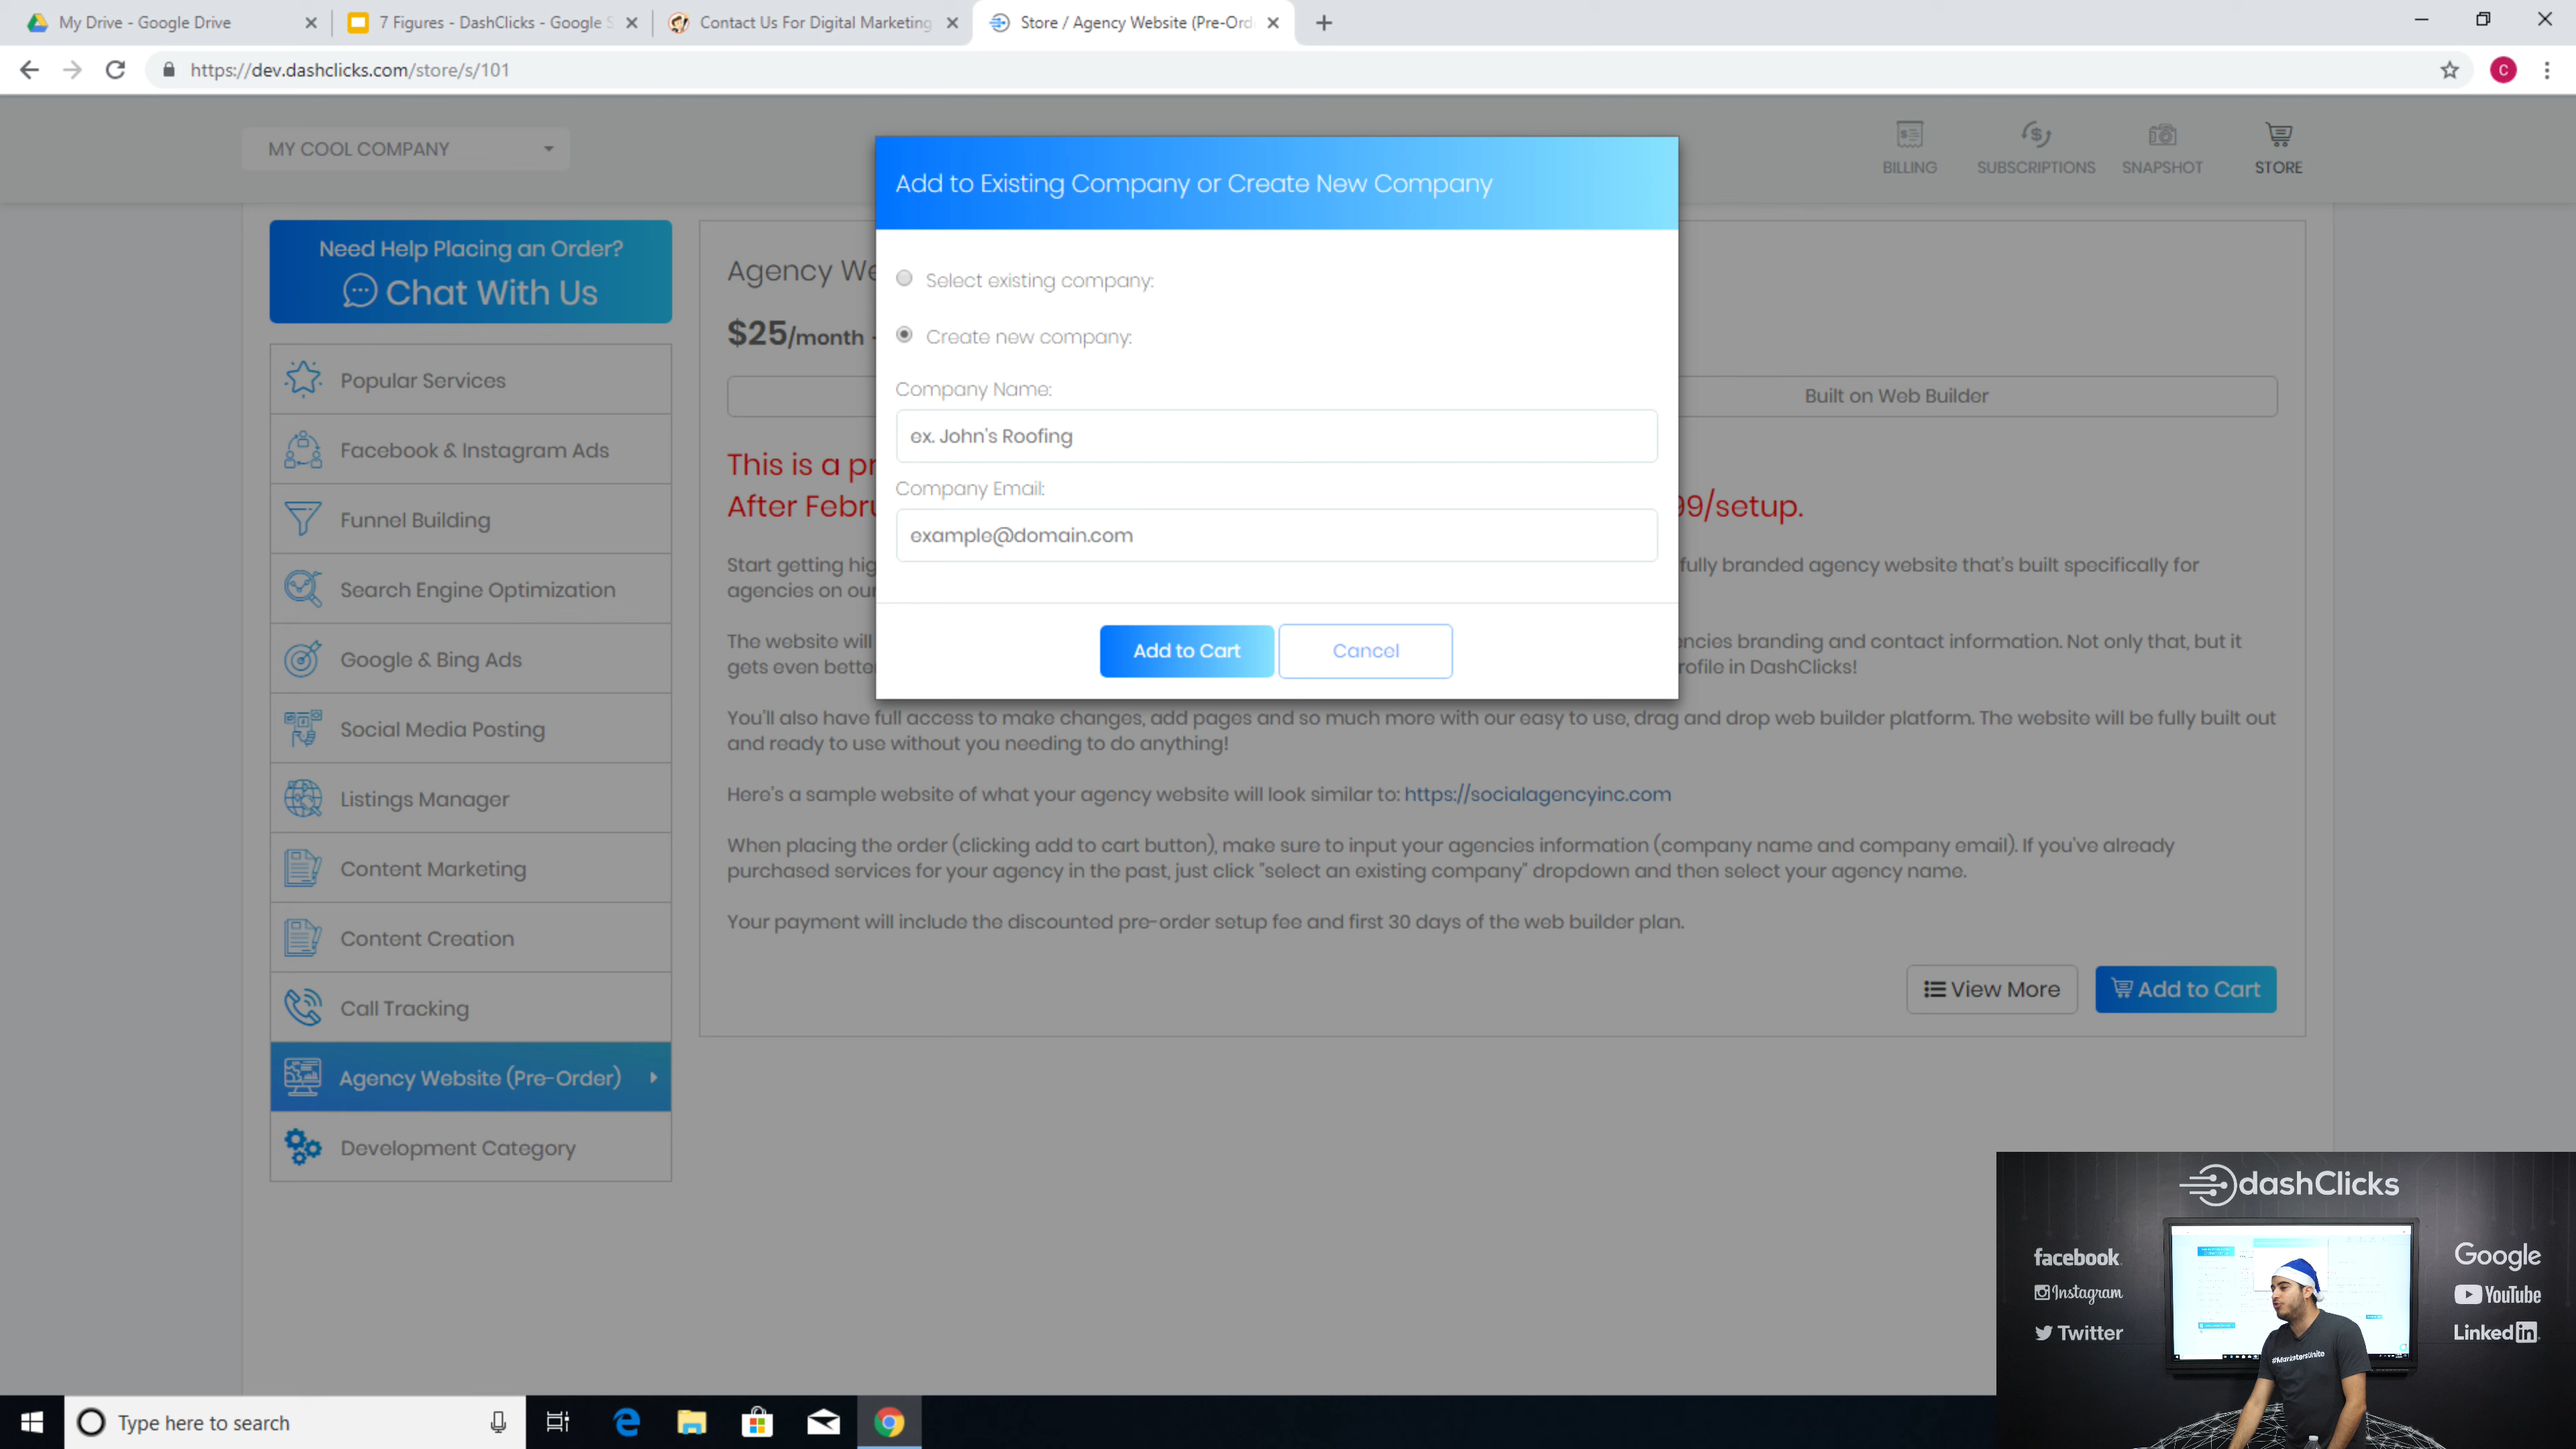 My Drive - Google Drive
7 Figures - DashClicks - Google S
Contact Us For Digital Marketing
Store / Agency Website (Pre-Ord
https://dev.dashclicks.com/store/s/101
C
MY COOL COMPANY
BILLING
SUBSCRIPTIONS
SNAPSHOT
STORE
Need Help Placing an Order?
Chat With Us
Popular Services
Facebook & Instagram Ads
Funnel Building
Search Engine Optimization
Google & Bing Ads
Social Media Posting
Listings Manager
Content Marketing
Content Creation
Call Tracking
Agency Website (Pre-Order)
Development Category
Add to Existing Company or Create New Company
Select existing company:
Create new company:
Company Name:
ex. John's Roofing
Company Email:
example@domain.com
Add to Cart
Cancel
Agency We
$25/month
Built on Web Builder
This is a pr
After Febru 99/setup.
Start getting hig fully branded agency website that's built specifically for
agencies on our
The website will ncies branding and contact information. Not only that, but it
gets even bette rofile in DashClicks!
You'll also have full access to make changes, add pages and so much more with our easy to use, drag and drop web builder platform. The website will be fully built out
and ready to use without you needing to do anything!
Here's a sample website of what your agency website will look similar to: https://socialagencyinc.com
When placing the order (clicking add to cart button), make sure to input your agencies information (company name and company email). If you've already
purchased services for your agency in the past, just click "select an existing company" dropdown and then select your agency name.
Your payment will include the discounted pre-order setup fee and first 30 days of the web builder plan.
View More
Add to Cart
dashClicks
facebook
Instagram
Twitter
Google
YouTube
LinkedIn
#MarketersUnite
Type here to search